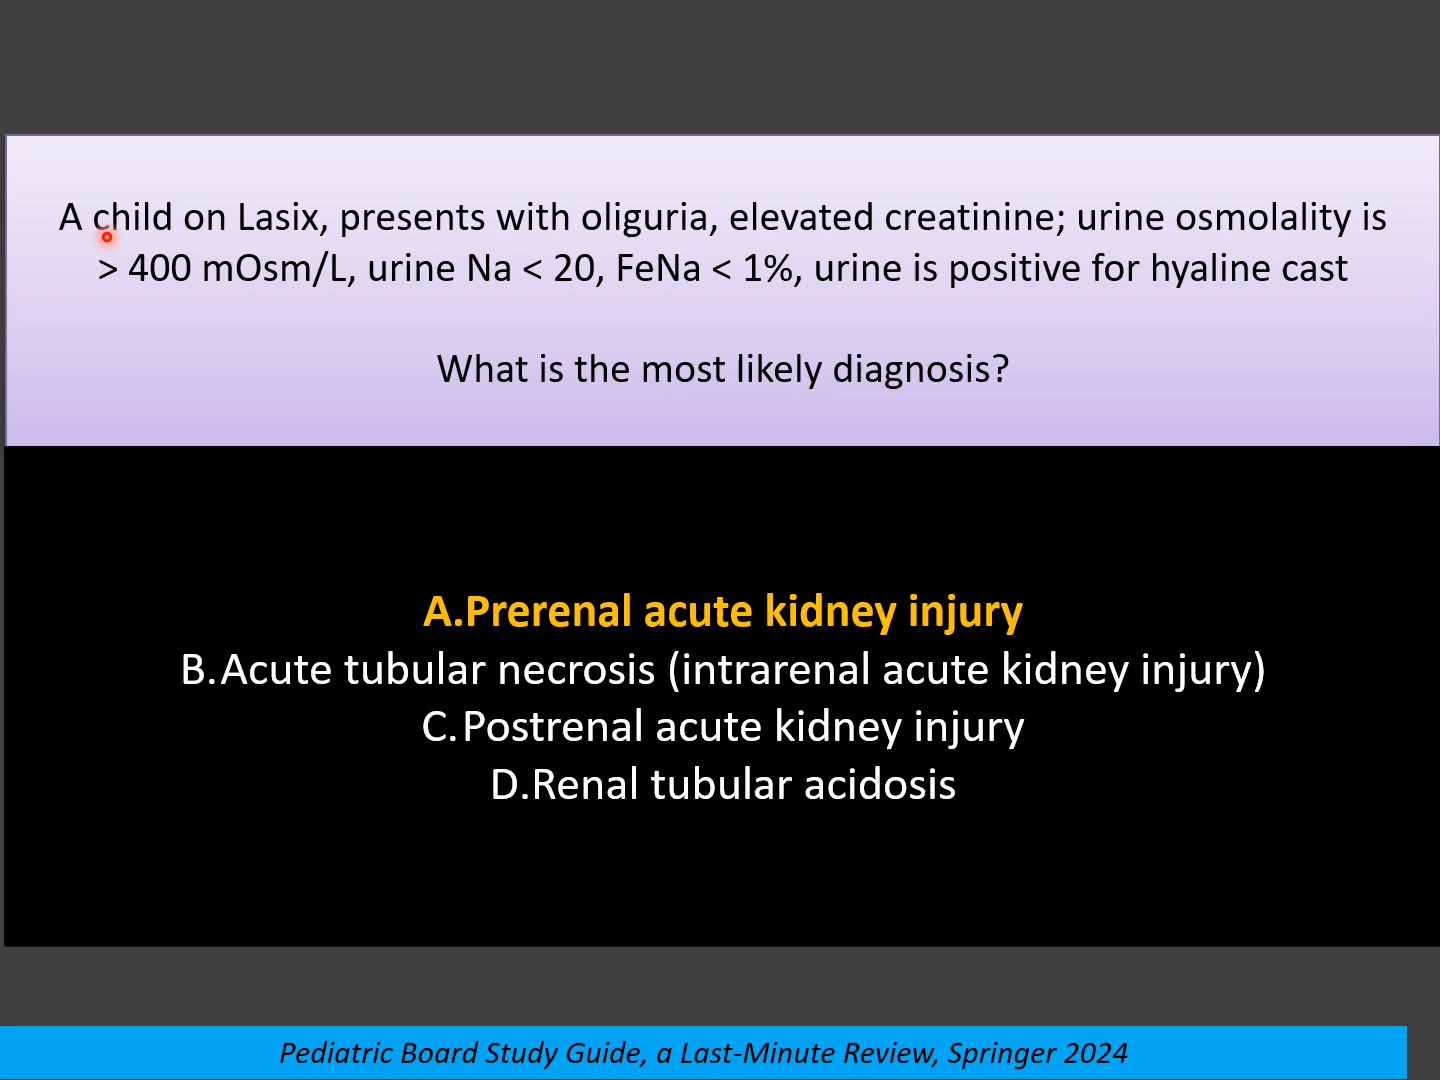 A child on Lasix, presents with oliguria, elevated creatinine; urine osmolality is
> 400 mOsm/L, urine Na < 20, FeNa < 1%, urine is positive for hyaline cast
What is the most likely diagnosis?
A.Prerenal acute kidney injury
B.Acute tubular necrosis (intrarenal acute kidney injury)
C.Postrenal acute kidney injury
D.Renal tubular acidosis
Pediatric Board Study Guide, a Last-Minute Review, Springer 2024